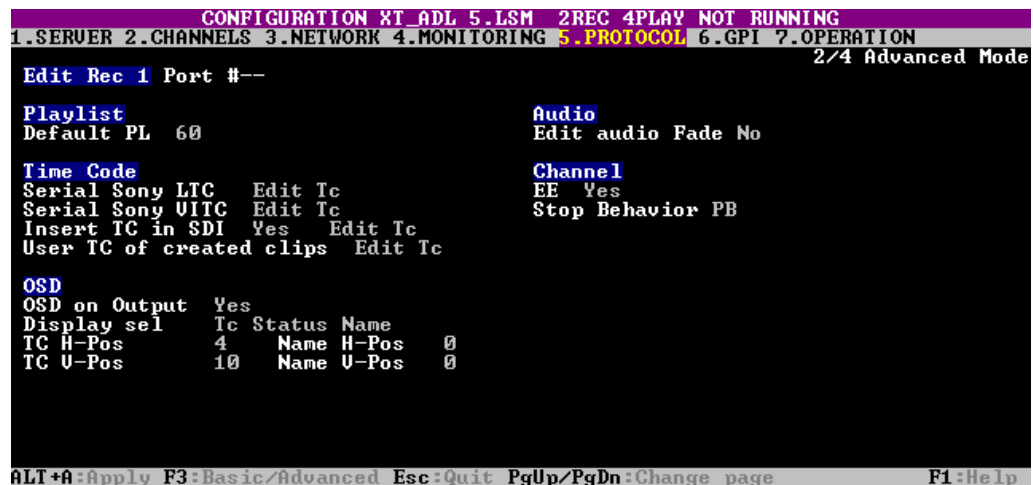 CONFIGURATION XT_ADL 5.LSM 2REC 4PLAY NOT RUNNING
1.SERVER 2.CHANNELS 3.NETWORK 4.MONITORING 5.PROTOCOL 6.GPI 7.OPERATION
2/4 Advanced Mode
Edit Rec 1 Port #--
Playlist
Default PL 60
Audio
Edit audio Fade No
Time Code
Serial Sony LTC Edit Tc
Serial Sony VITC Edit Tc
Insert TC in SDI Yes Edit Tc
User TC of created clips Edit Tc
Channel
EE Yes
Stop Behavior PB
OSD
OSD on Output Yes
Display sel Tc Status Name
TC H-Pos 4 Name H-Pos 0
TC V-Pos 10 Name V-Pos 0
ALT+A:Apply F3:Basic/Advanced Esc:Quit PgUp/PgDn:Change page F1:Help